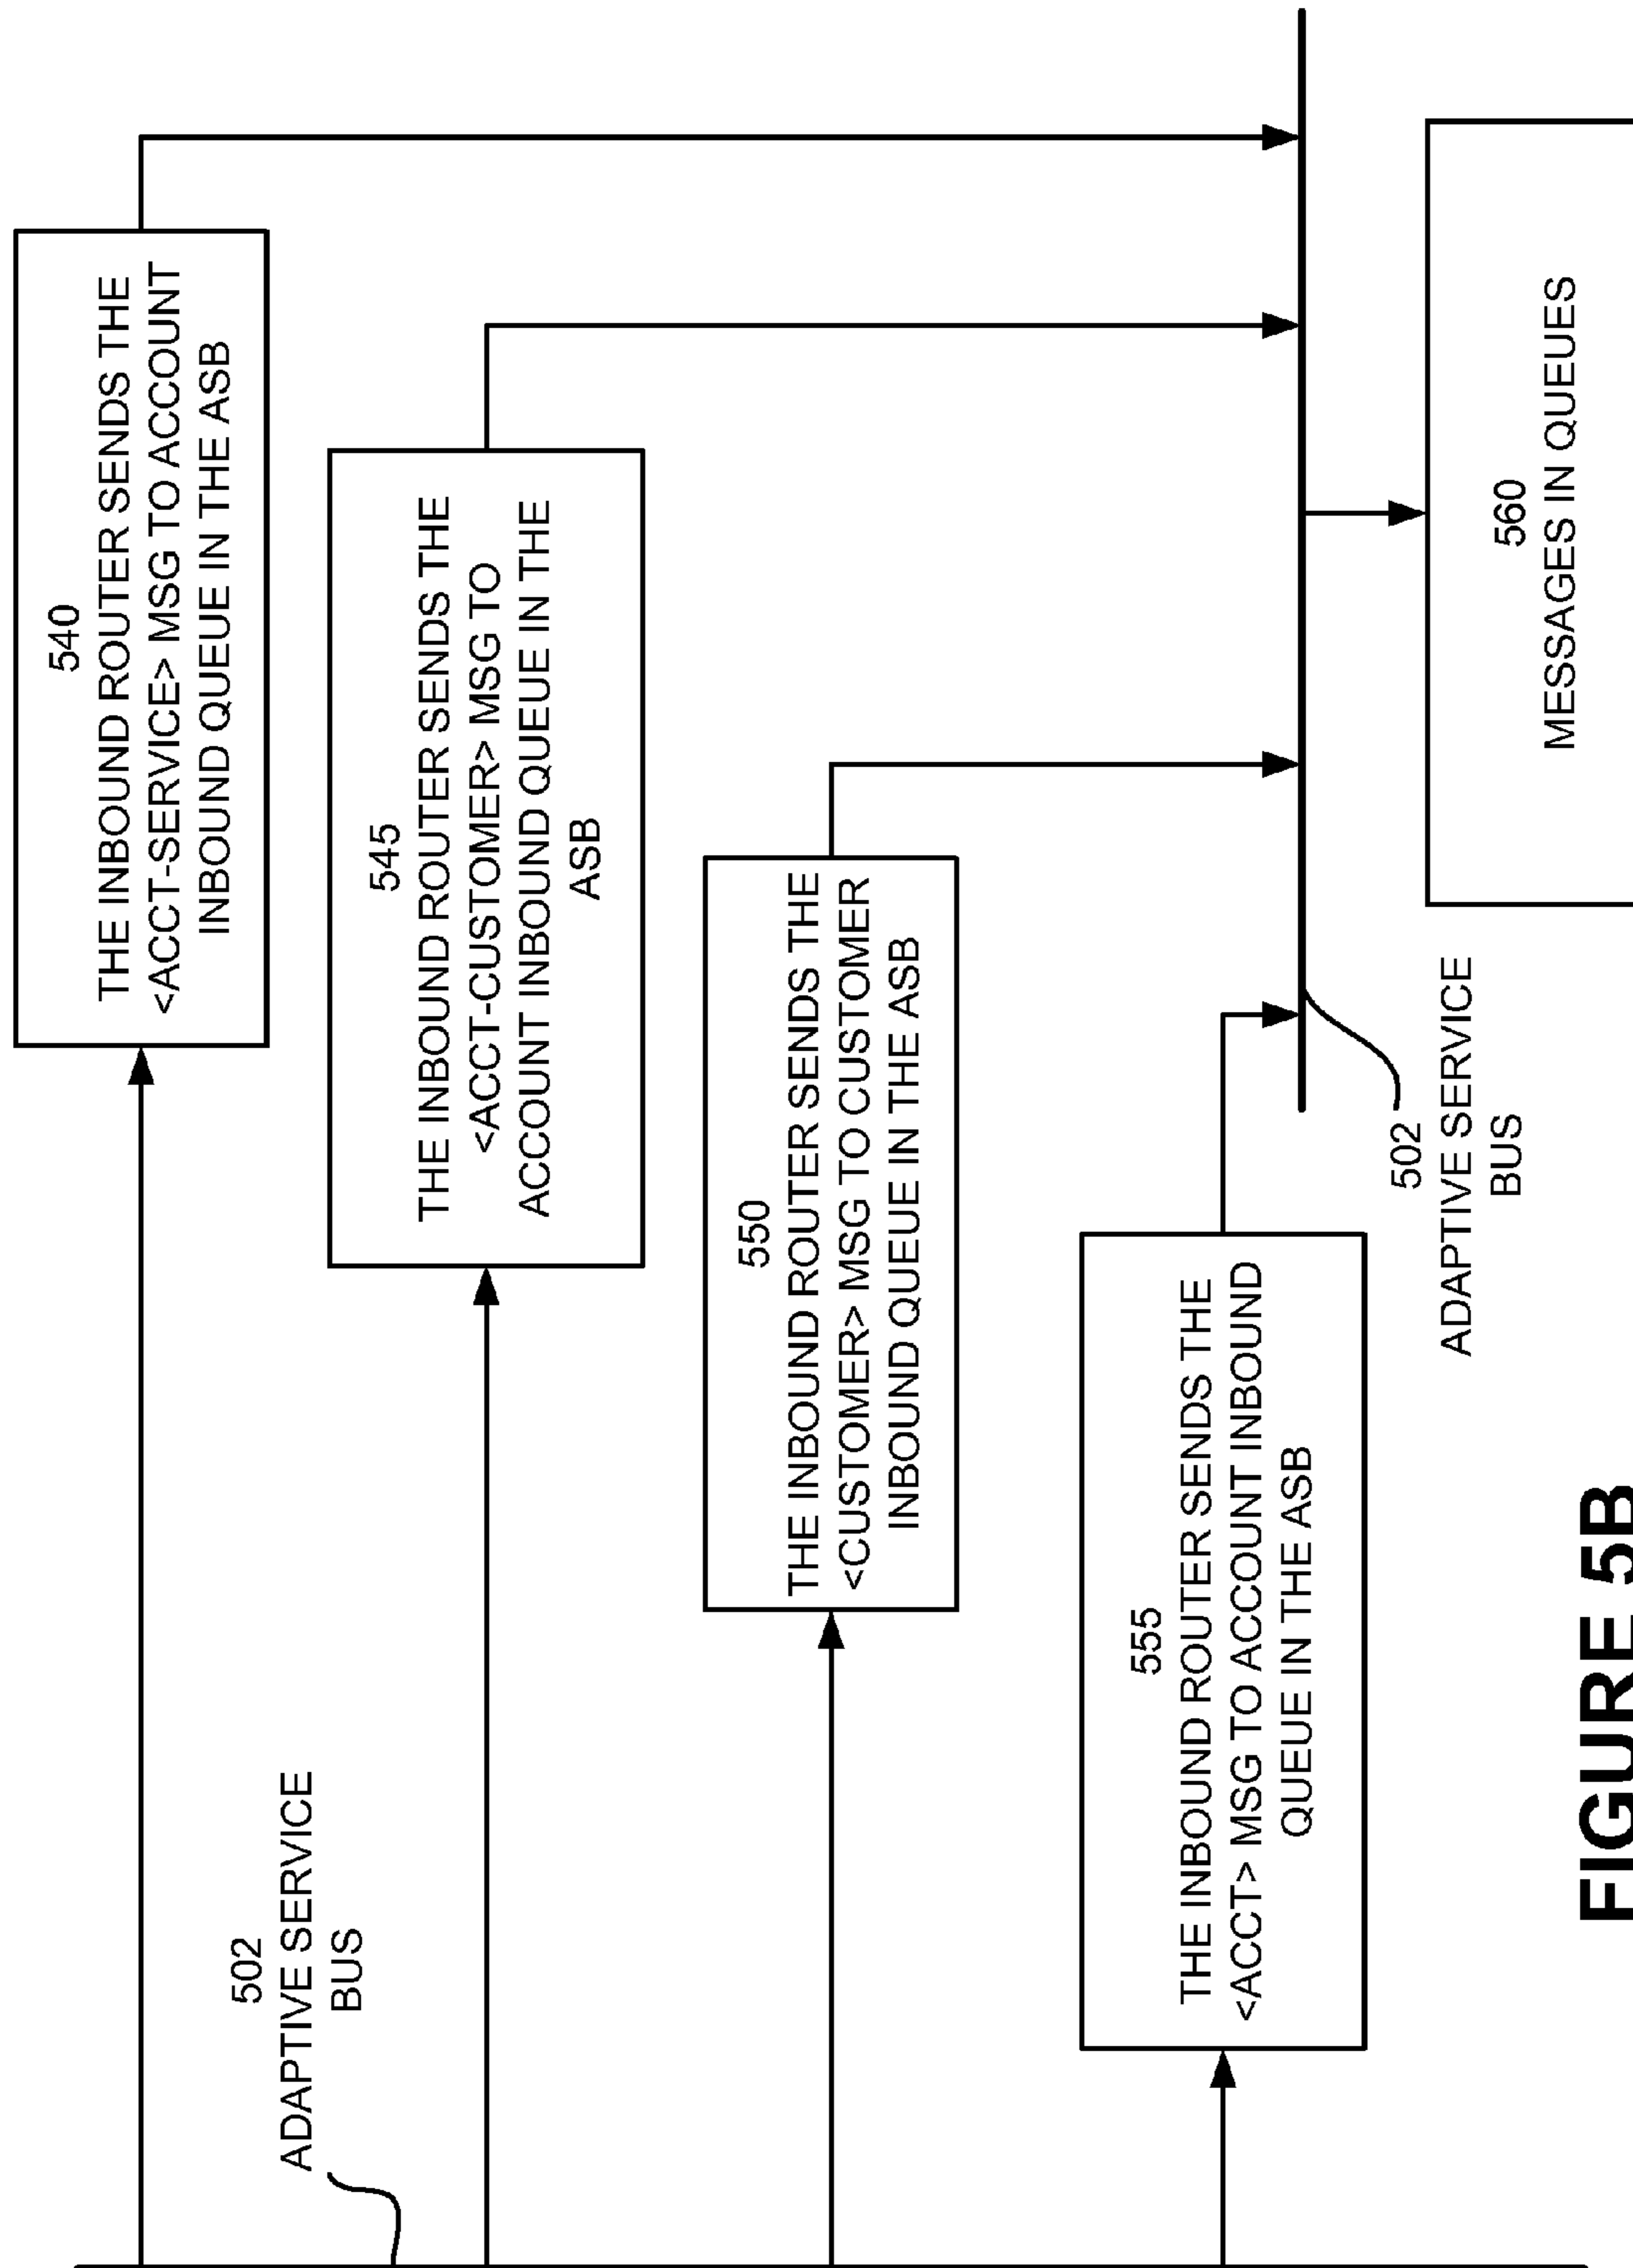 540
THE INBOUND ROUTER SENDS THE
<ACCT-SERVICE> MSG TO ACCOUNT
INBOUND QUEUE IN THE ASB
502
ADAPTIVE SERVICE
BUS
545
THE INBOUND ROUTER SENDS THE
<ACCT-CUSTOMER> MSG TO
ACCOUNT INBOUND QUEUE IN THE
ASB
550
THE INBOUND ROUTER SENDS THE
<CUSTOMER> MSG TO CUSTOMER
INBOUND QUEUE IN THE ASB
555
THE INBOUND ROUTER SENDS THE
<ACCT> MSG TO ACCOUNT INBOUND
QUEUE IN THE ASB
502
ADAPTIVE SERVICE
BUS
560
MESSAGES IN QUEUES
FIGURE 5B